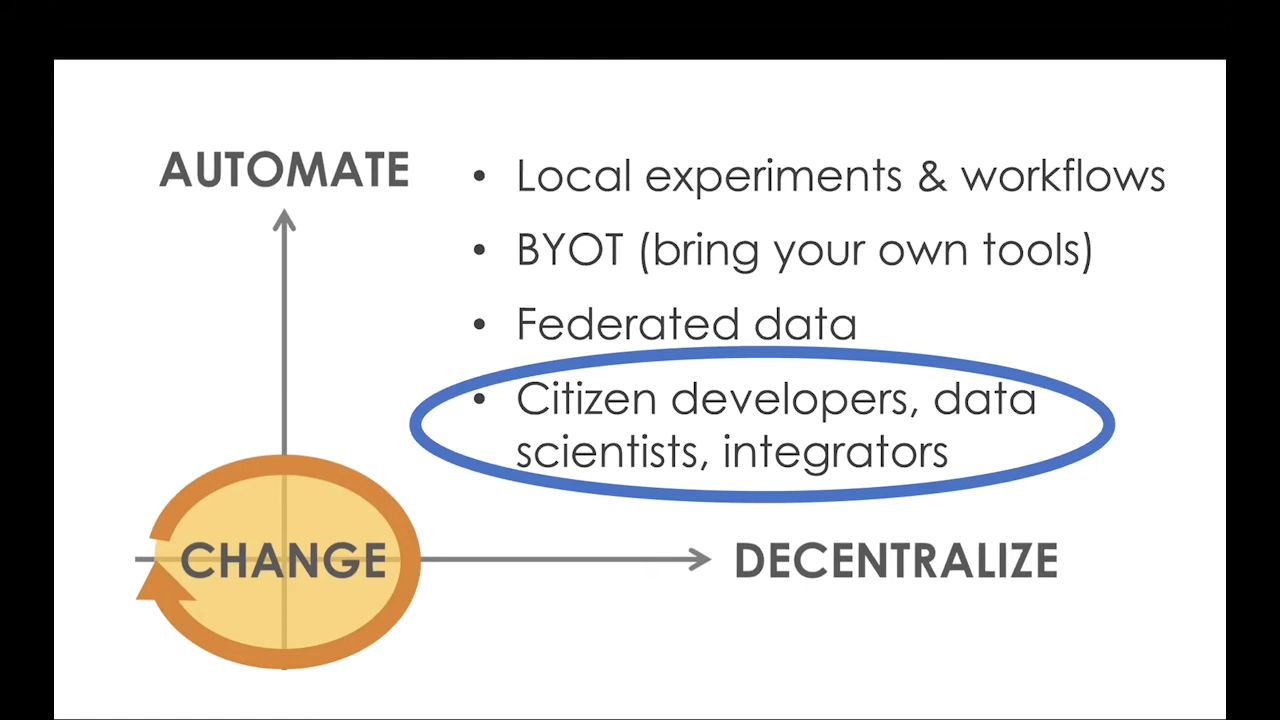 AUTOMATE
• Local experiments & workflows
• BYOT (bring your own tools)
• Federated data
• Citizen developers, data
scientists, integrators
CHANGE
DECENTRALIZE